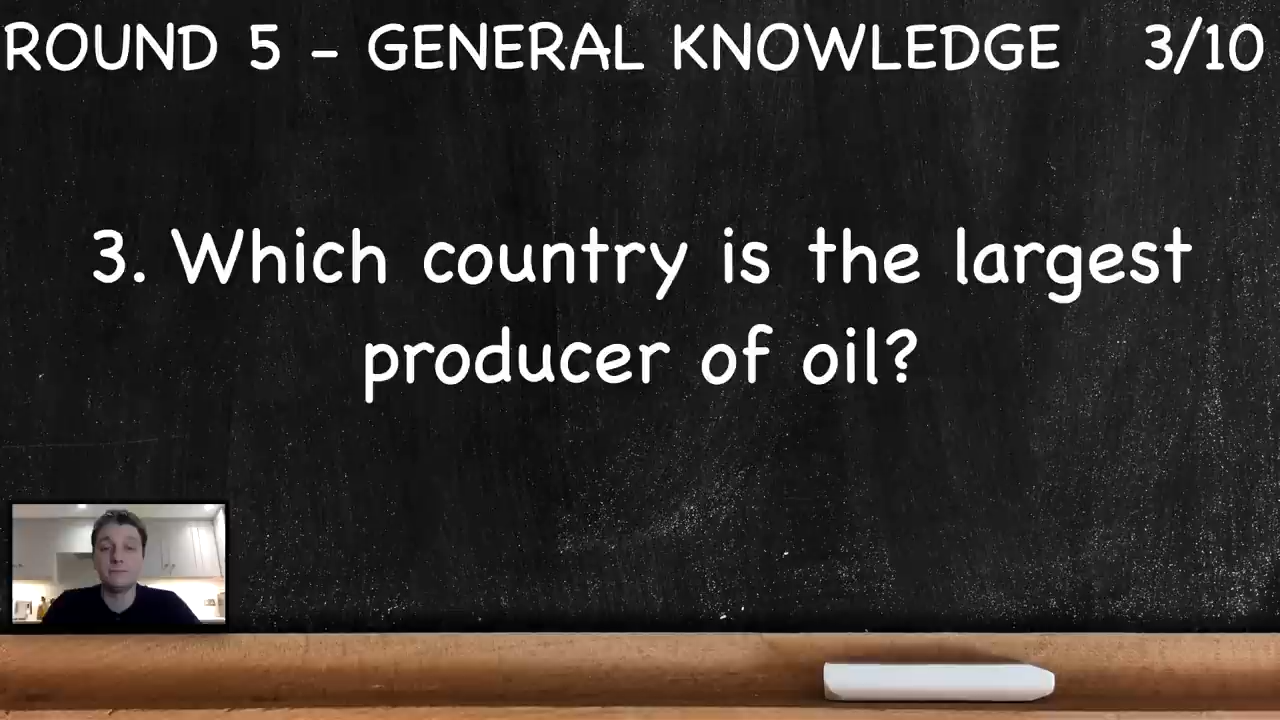 ROUND 5 - GENERAL KNOWLEDGE 3/10
3. Which country is the largest
producer of oil?